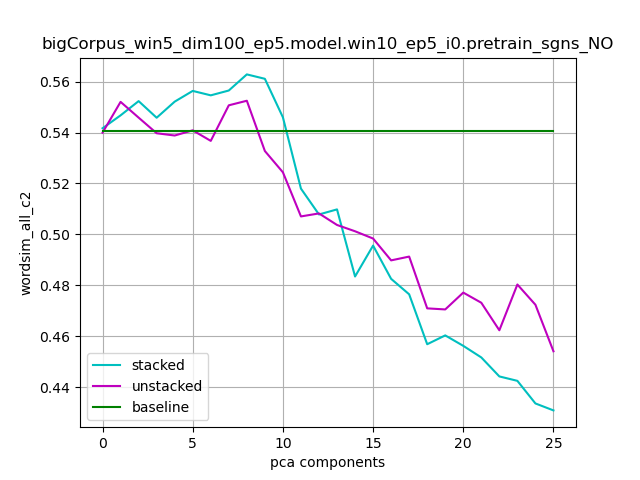 bigCorpus_win5_dim100_ep5.model.win10_ep5_i0.pretrain_sgns_NO
0.56
0.54
0.52
0.50
0.48
0.46
0.44
wordsim_all_c2
stacked
unstacked
baseline
0 5 10 15 20 25
pca components